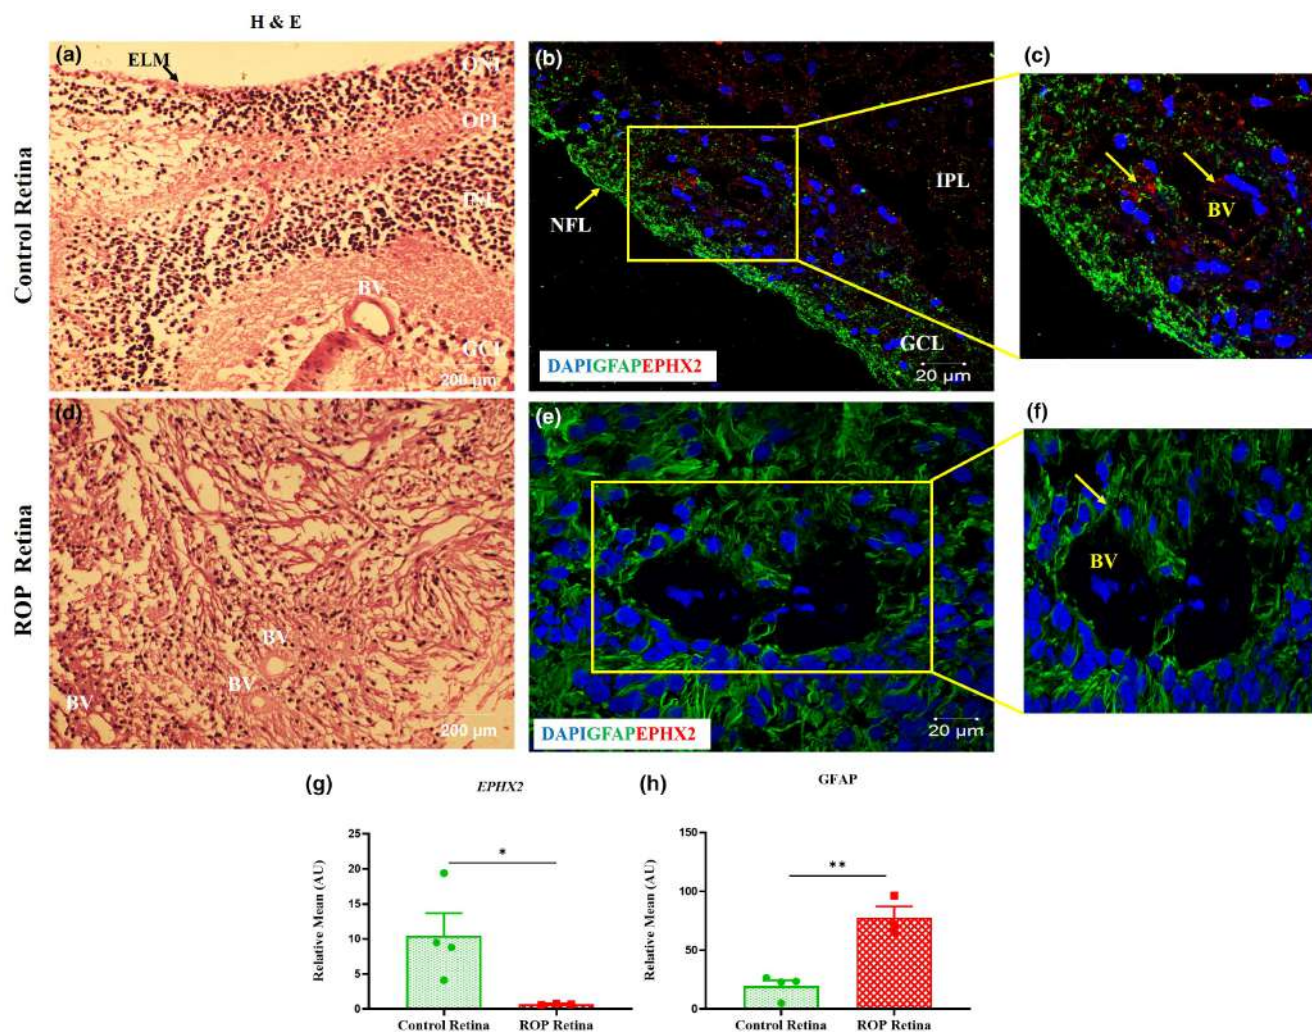 H & E
Control Retina
(a)
ELM
ONL
OPL
INL
BV
GCL
200 µm
(b)
NFL
IPL
GCL
DAPIGFAPEPHX2
20 µm
(c)
BV
ROP Retina
(d)
BV
BV
BV
200 µm
(e)
DAPIGFAPEPHX2
20 µm
(f)
BV
(g)
EPHX2
Relative Mean (AU)
25
20
15
10
5
0
*
Control Retina
ROP Retina
(h)
GFAP
Relative Mean (AU)
150
100
50
0
**
Control Retina
ROP Retina